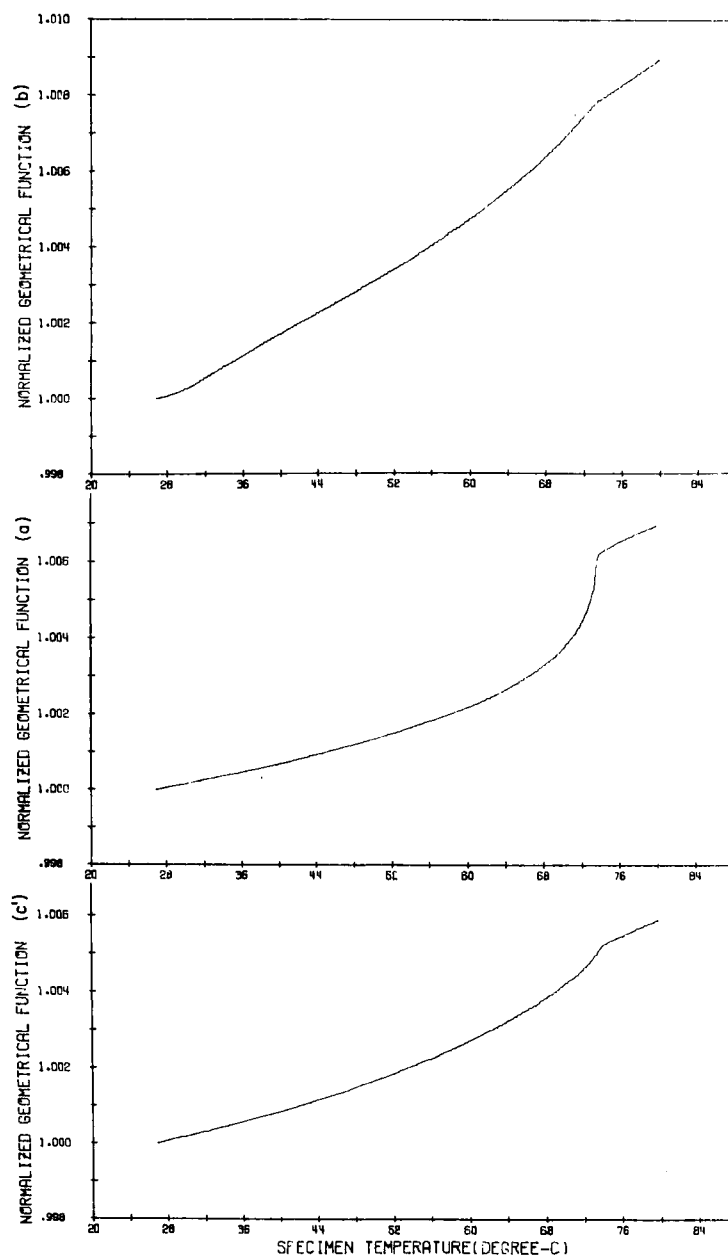 NORMALIZED GEOMETRICAL FUNCTION (b)
1.010
1.008
1.006
1.004
1.002
1.000
.998
20 28 36 44 52 60 68 76 84
NORMALIZED GEOMETRICAL FUNCTION (a)
1.006
1.004
1.002
1.000
.998
20 28 36 44 52 60 68 76 84
NORMALIZED GEOMETRICAL FUNCTION (c')
1.006
1.004
1.002
1.000
.998
20 28 36 44 52 60 68 76 84
SPECIMEN TEMPERATURE(DEGREE-C)